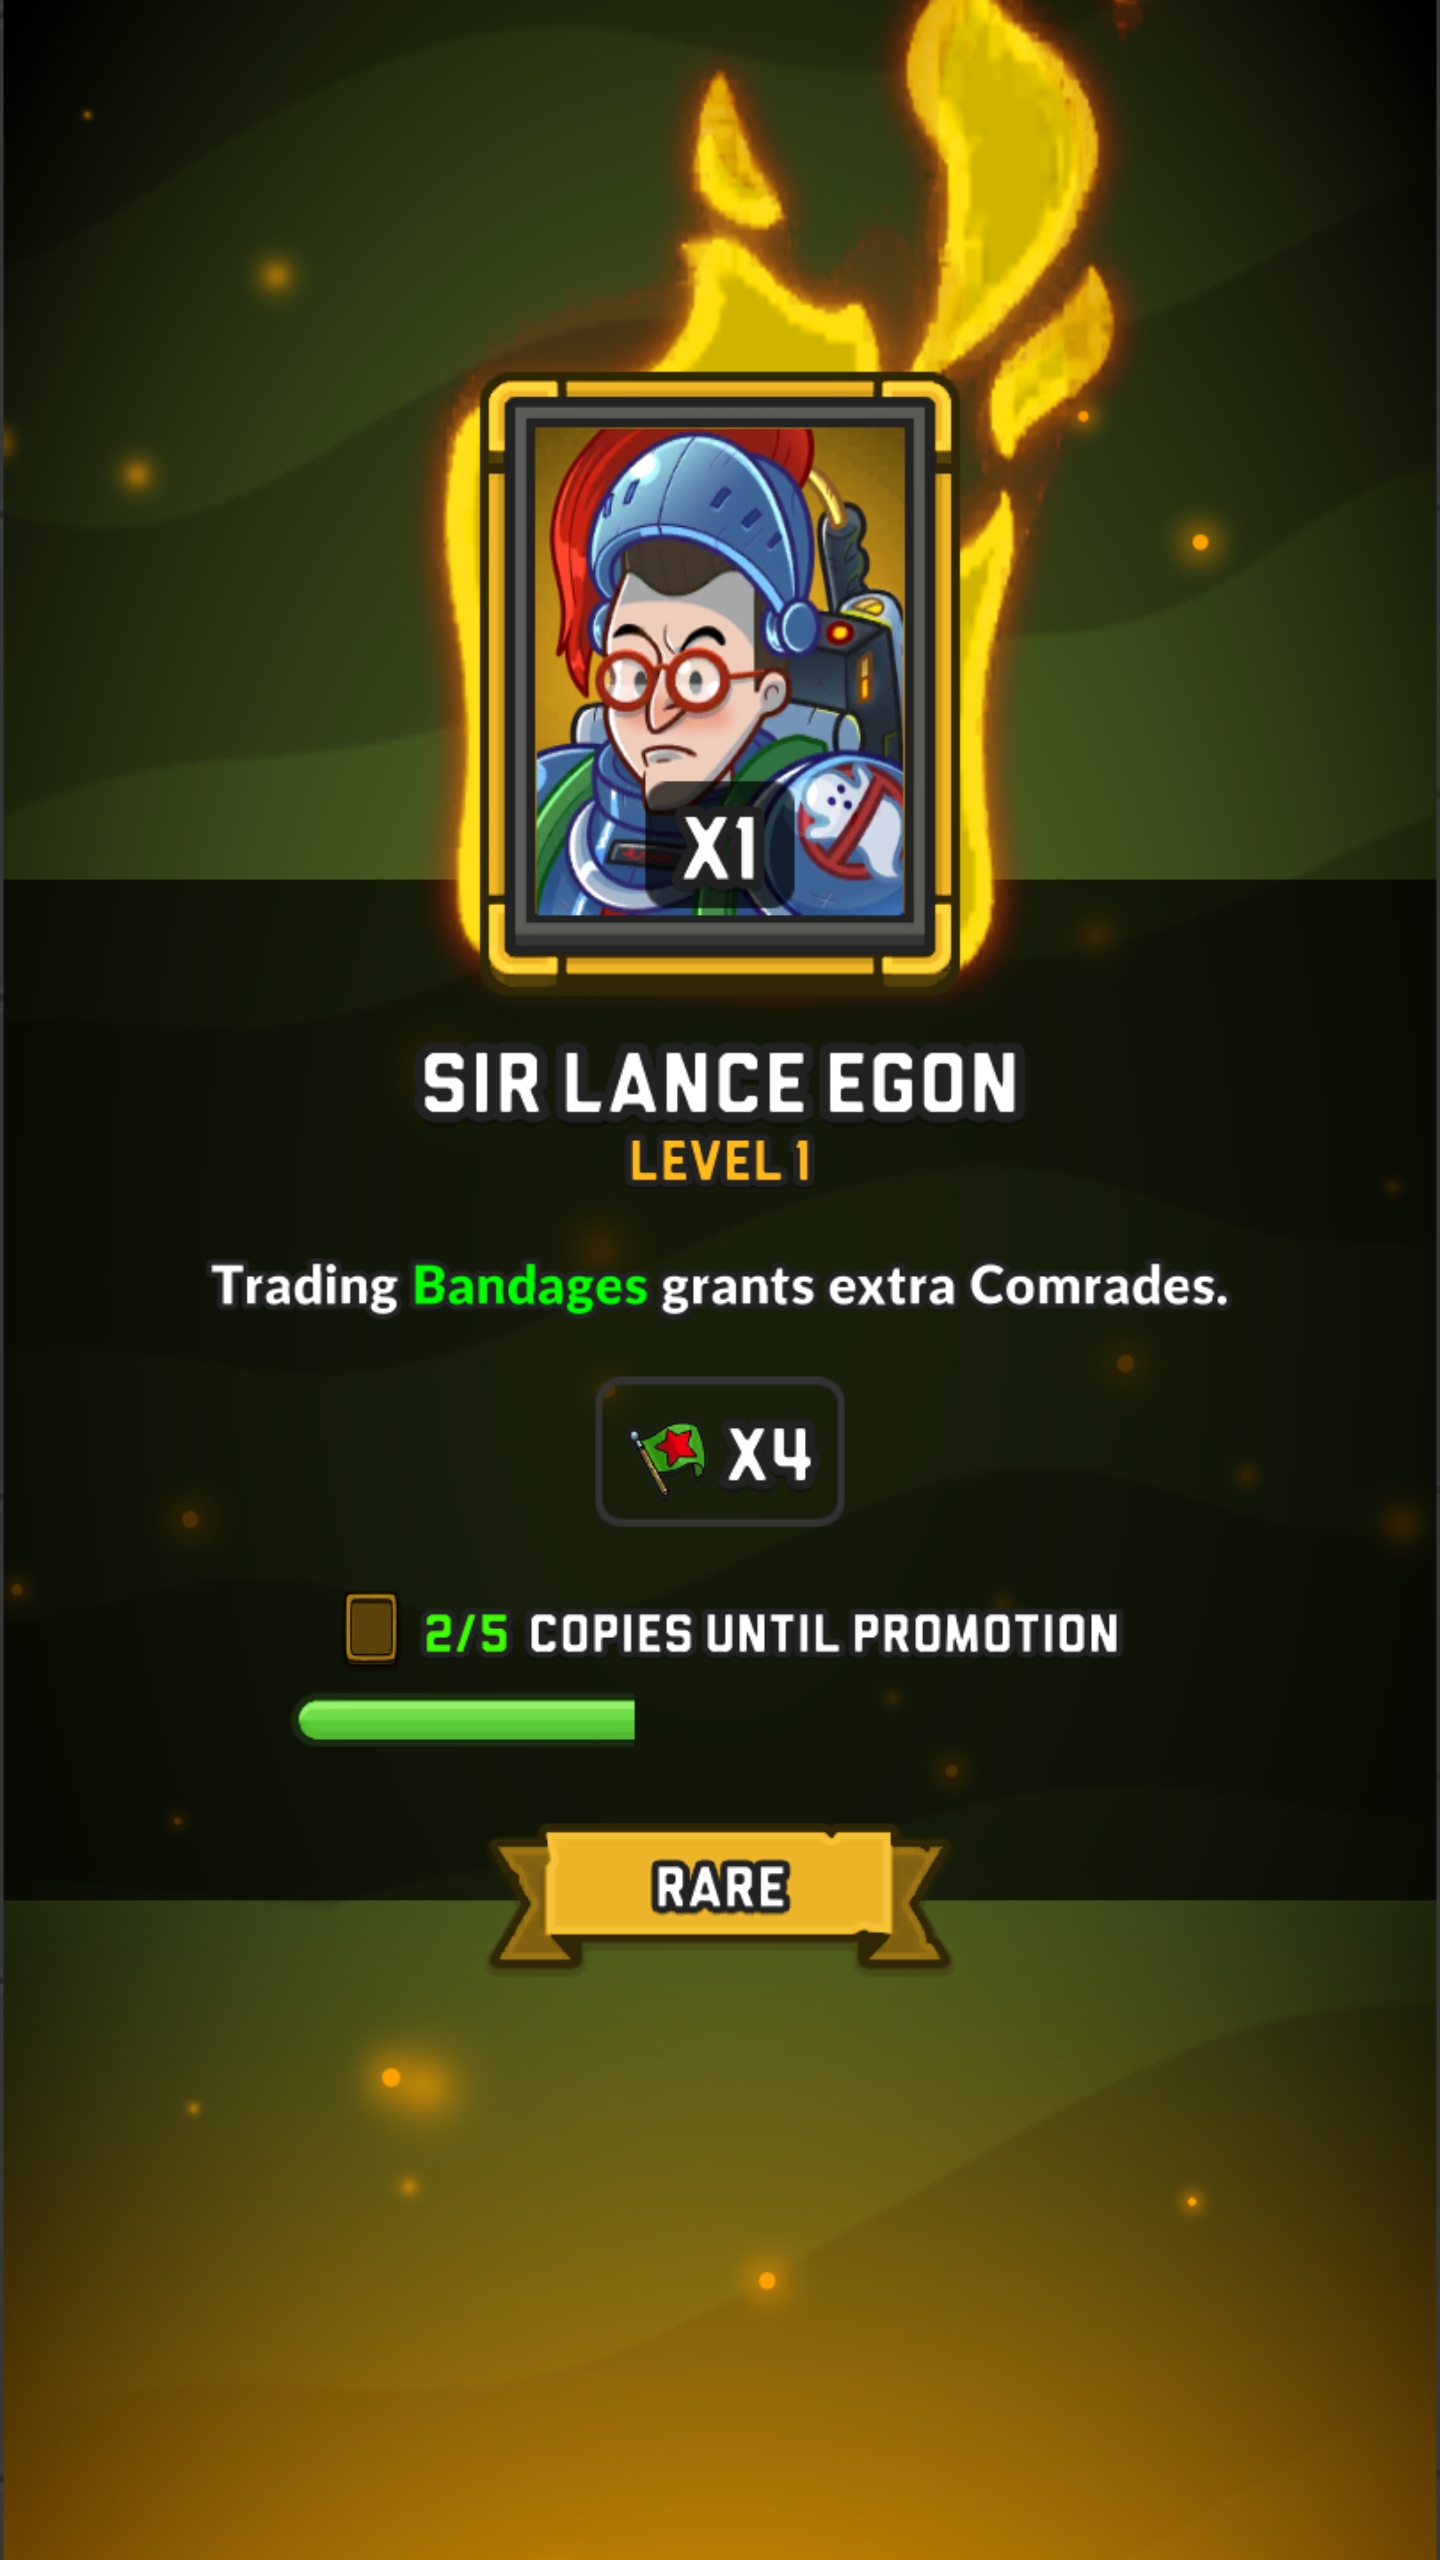 X1
SIR LANCE EGON
LEVEL 1
Trading Bandages grants extra Comrades.
X4
2/5 COPIES UNTIL PROMOTION
RARE